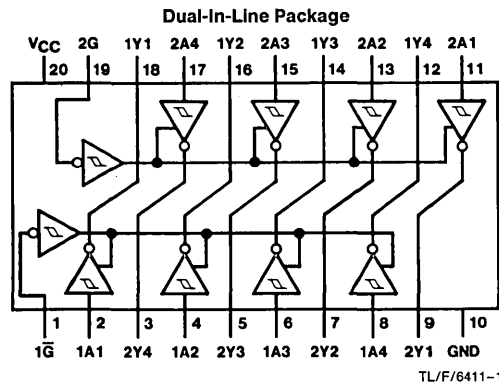 Dual-In-Line Package
VCC 2G 1Y1 2A4 1Y2 2A3 1Y3 2A2 1Y4 2A1
20 19 18 17 16 15 14 13 12 11
1 2 3 4 5 6 7 8 9 10
1G̅ 1A1 2Y4 1A2 2Y3 1A3 2Y2 1A4 2Y1 GND
TL/F/6411–1